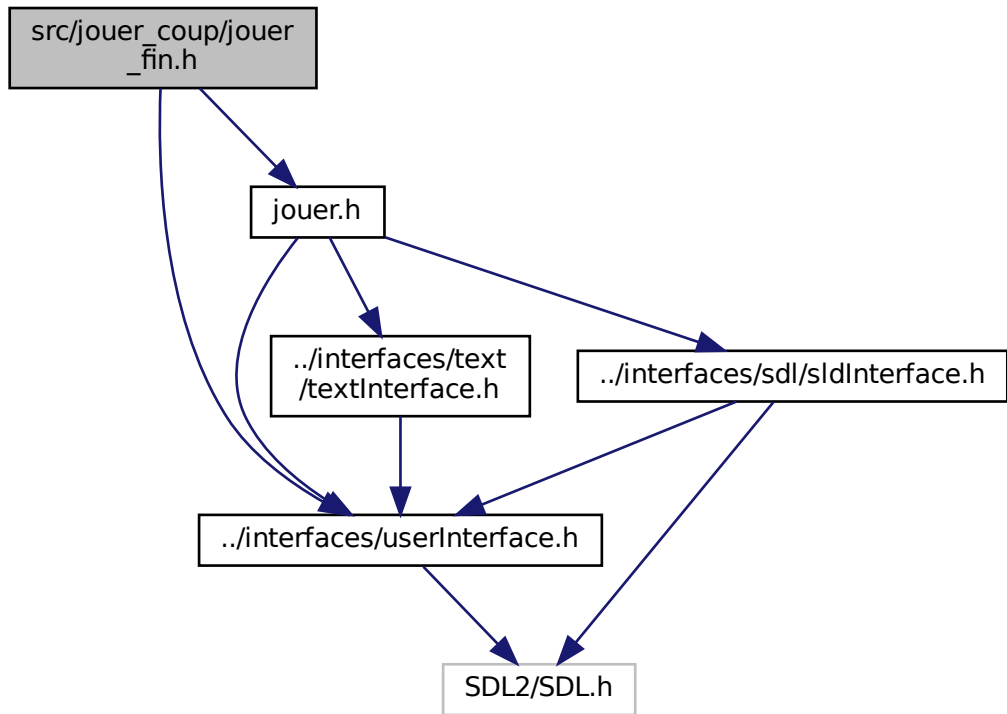 src/jouer_coup/jouer
_fin.h
jouer.h
../interfaces/text
/textInterface.h
../interfaces/sdl/sldInterface.h
../interfaces/userInterface.h
SDL2/SDL.h